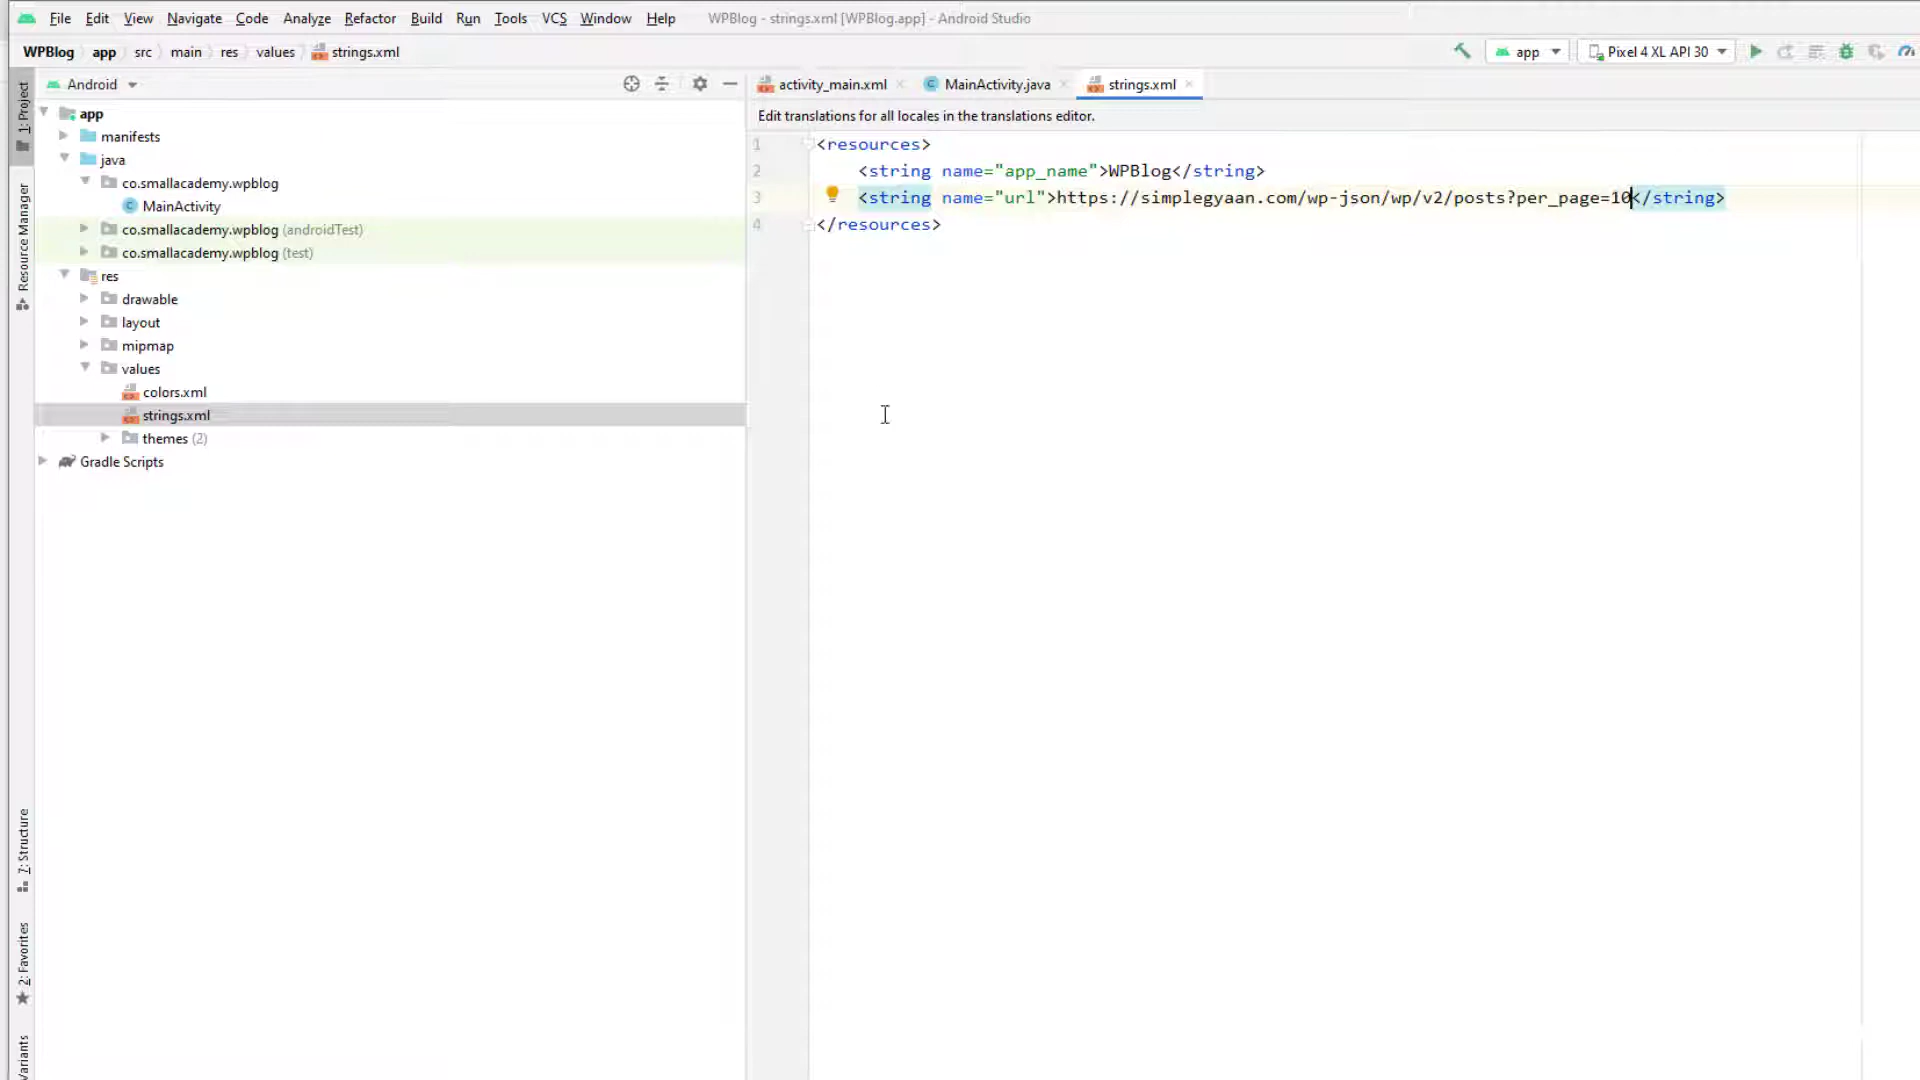 File Edit View Navigate Code Analyze Refactor Build Run Tools VCS Window Help WPBlog - strings.xml [WPBlog.app] - Android Studio
WPBlog app src main res values strings.xml app Pixel 4 XL API 30
1: Project
Resource Manager
7: Structure
2: Favorites
Variants
Android
app
manifests
java
co.smallacademy.wpblog
MainActivity
co.smallacademy.wpblog (androidTest)
co.smallacademy.wpblog (test)
res
drawable
layout
mipmap
values
colors.xml
strings.xml
themes (2)
Gradle Scripts
activity_main.xml MainActivity.java strings.xml
Edit translations for all locales in the translations editor.
1 <resources>
2 <string name="app_name">WPBlog</string>
3 <string name="url">https://simplegyaan.com/wp-json/wp/v2/posts?per_page=10</string>
4 </resources>